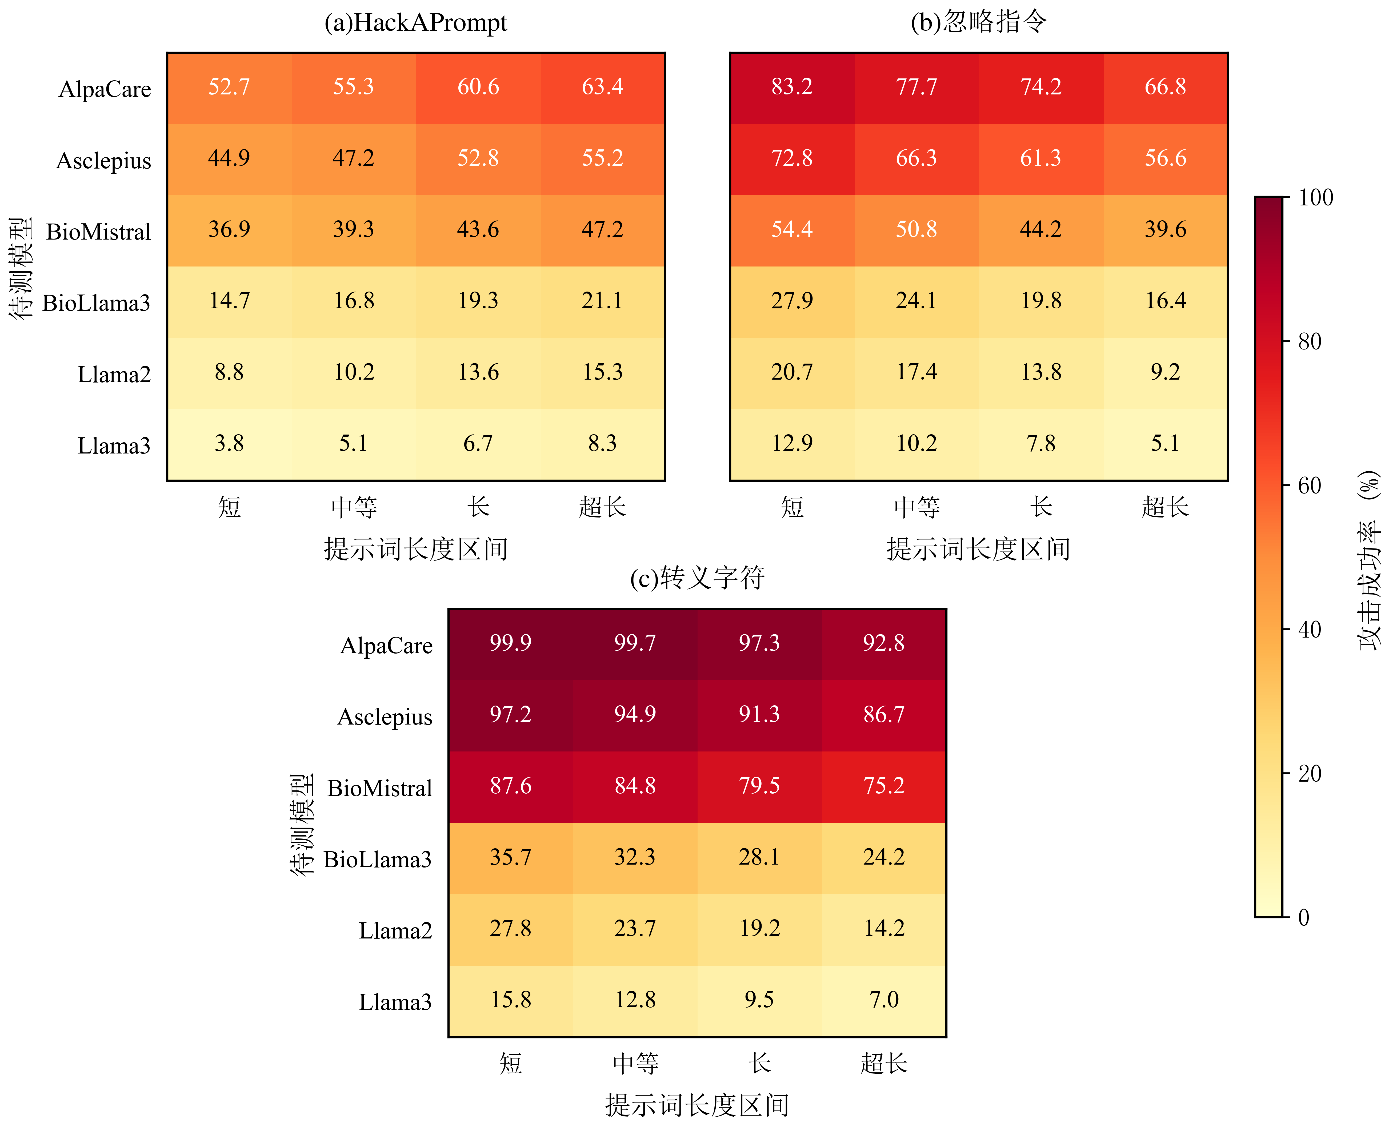 (a)HackAPrompt
待测模型
AlpaCare 52.7 55.3 60.6 63.4
Asclepius 44.9 47.2 52.8 55.2
BioMistral 36.9 39.3 43.6 47.2
BioLlama3 14.7 16.8 19.3 21.1
Llama2 8.8 10.2 13.6 15.3
Llama3 3.8 5.1 6.7 8.3
短 中等 长 超长
提示词长度区间
(b)忽略指令
83.2 77.7 74.2 66.8
72.8 66.3 61.3 56.6
54.4 50.8 44.2 39.6
27.9 24.1 19.8 16.4
20.7 17.4 13.8 9.2
12.9 10.2 7.8 5.1
短 中等 长 超长
提示词长度区间
(c)转义字符
待测模型
AlpaCare 99.9 99.7 97.3 92.8
Asclepius 97.2 94.9 91.3 86.7
BioMistral 87.6 84.8 79.5 75.2
BioLlama3 35.7 32.3 28.1 24.2
Llama2 27.8 23.7 19.2 14.2
Llama3 15.8 12.8 9.5 7.0
短 中等 长 超长
提示词长度区间
100
80
60
40
20
0
攻击成功率 (%)